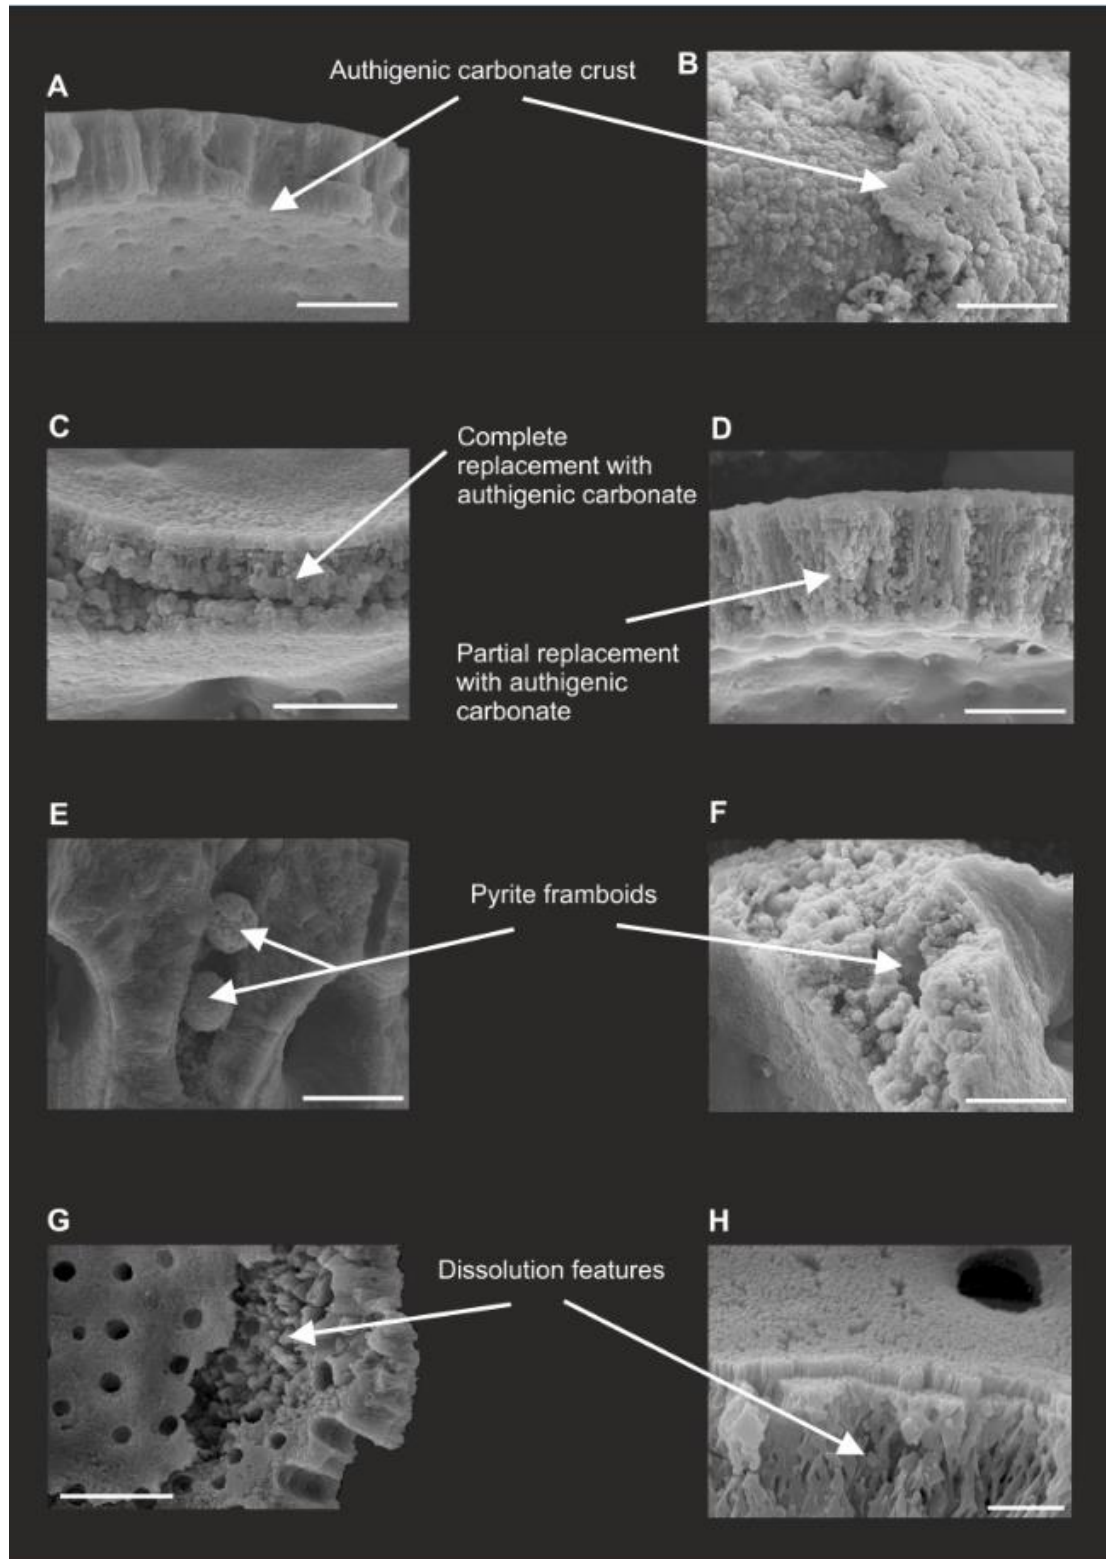 A
Authigenic carbonate crust
B
C
Complete
replacement with
authigenic carbonate
D
Partial replacement
with authigenic
carbonate
E
Pyrite framboids
F
G
Dissolution features
H